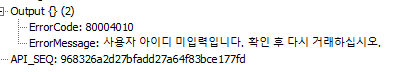 Output {} (2)
ErrorCode: 80004010
ErrorMessage: 사용자 아이디 미입력입니다. 확인 후 다시 거래하십시오.
API_SEQ: 968326a2d27bfadd27a64f83bce177fd